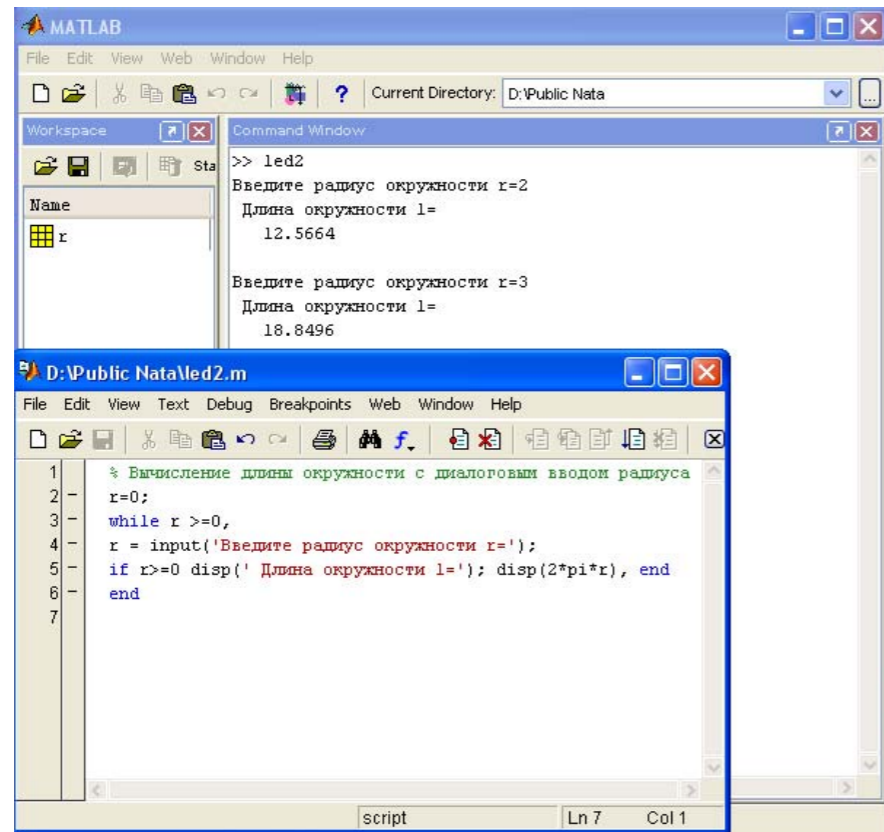 MATLAB
File Edit View Web Window Help
Current Directory: D:\Public Nata
Workspace
Command Window
Sta
Name
r
>> led2
Введите радиус окружности r=2
Длина окружности l=
12.5664
Введите радиус окружности r=3
Длина окружности l=
18.8496
D:\Public Nata\led2.m
File Edit View Text Debug Breakpoints Web Window Help
1 % Вычисление длины окружности с диалоговым вводом радиуса
2 - r=0;
3 - while r >=0,
4 - r = input('Введите радиус окружности r=');
5 - if r>=0 disp(' Длина окружности l='); disp(2*pi*r), end
6 - end
7
script Ln 7 Col 1